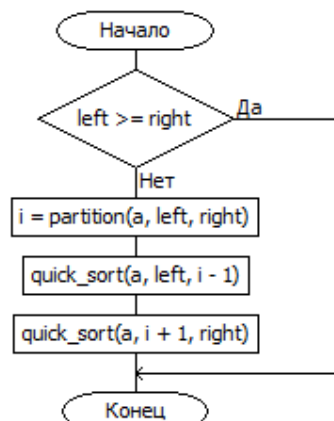 Начало
left >= right
Да
Нет
i = partition(a, left, right)
quick_sort(a, left, i - 1)
quick_sort(a, i + 1, right)
Конец